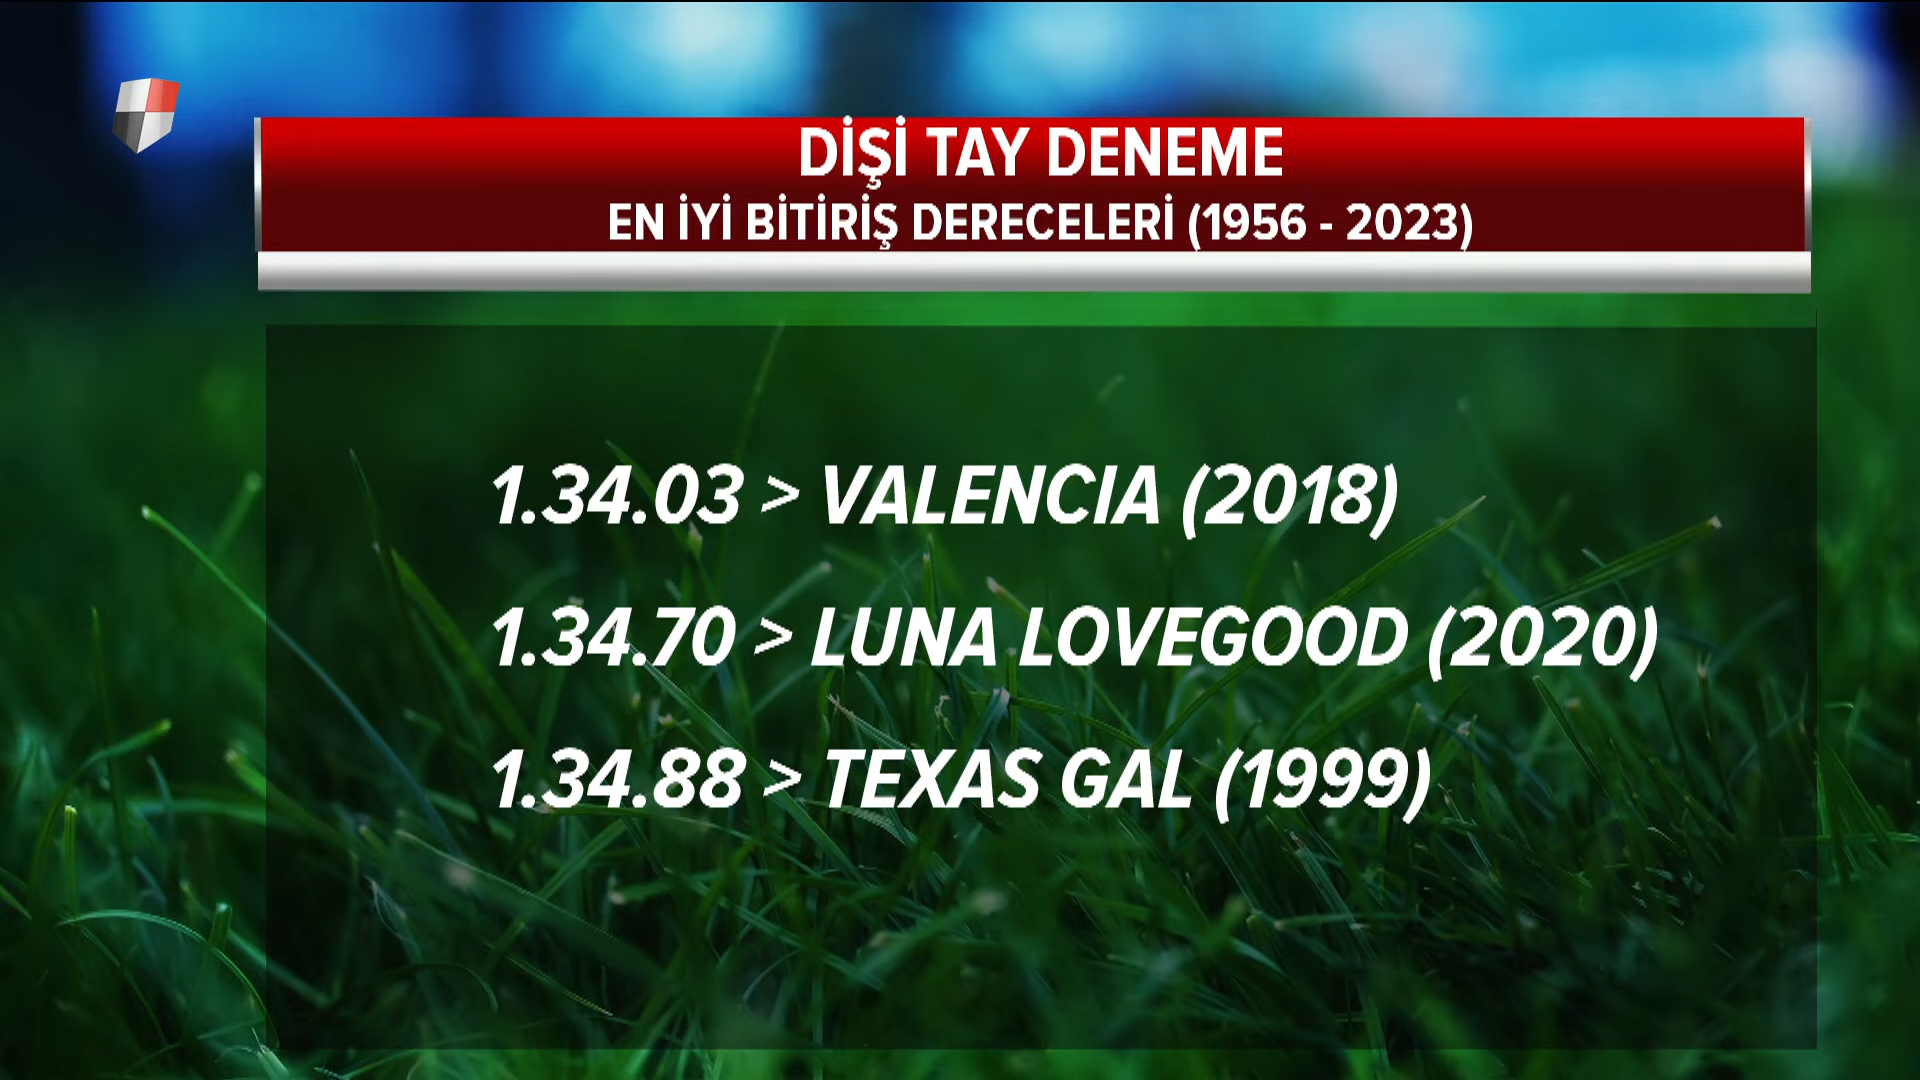 DİŞİ TAY DENEME
EN İYİ BİTİRİŞ DERECELERİ (1956 - 2023)
1.34.03 > VALENCIA (2018)
1.34.70 > LUNA LOVEGOOD (2020)
1.34.88 > TEXAS GAL (1999)